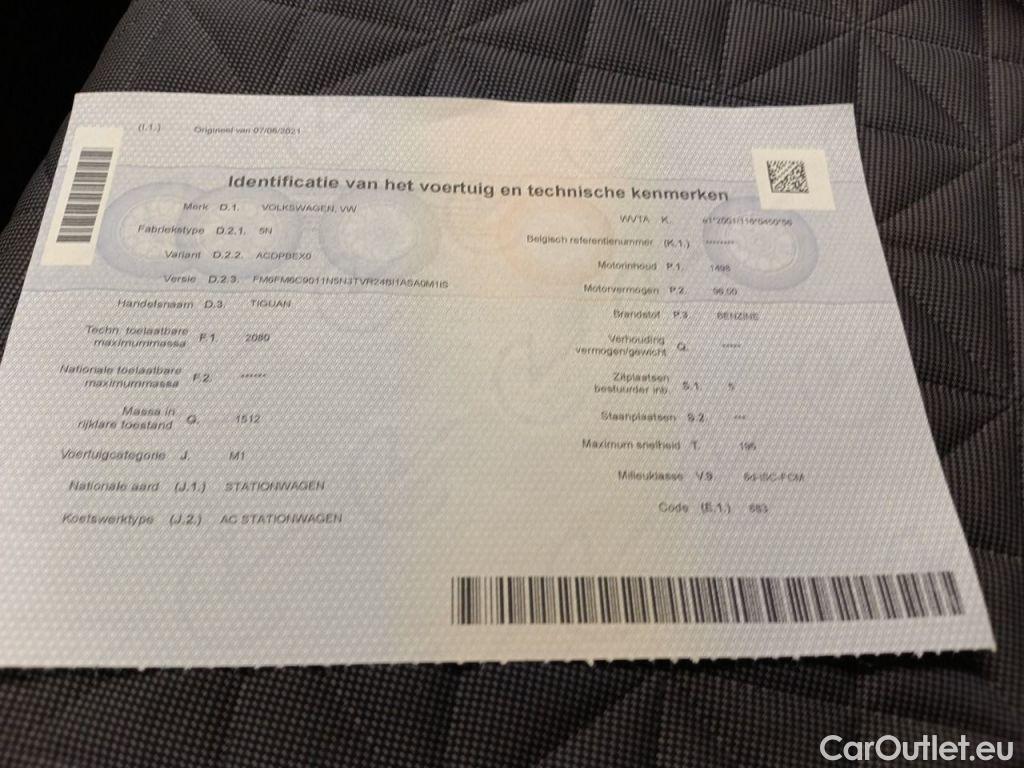 (I.1.) Origineel van 07/06/2021
Identificatie van het voertuig en technische kenmerken
Merk D.1. VOLKSWAGEN, VW
Fabriekstype D.2.1. 5N
Variant D.2.2. ACDPBEX0
Versie D.2.3.
Handelsnaam D.3. TIGUAN
Techn. toelaatbare
maximummassa F.1. 2080
Nationale toelaatbare
maximummassa F.2. ******
Massa in
rijklare toestand G. 1512
Voertuigcategorie J. M1
Nationale aard (J.1.) STATIONWAGEN
Koetswerktype (J.2.) AC STATIONWAGEN
WVTA K.
Belgisch referentienummer (K.1.) ********
Motorinhoud P.1. 1498
Motorvermogen P.2. 96.00
Brandstof P.3. BENZINE
Verhouding
vermogen/gewicht Q. *****
Zitplaatsen
bestuurder inb. S.1. 5
Staanplaatsen S.2. ***
Maximum snelheid T.
Milieuklasse V.9. 6d-ISC-FCM
Code (E.1.) 683
CarOutlet.eu